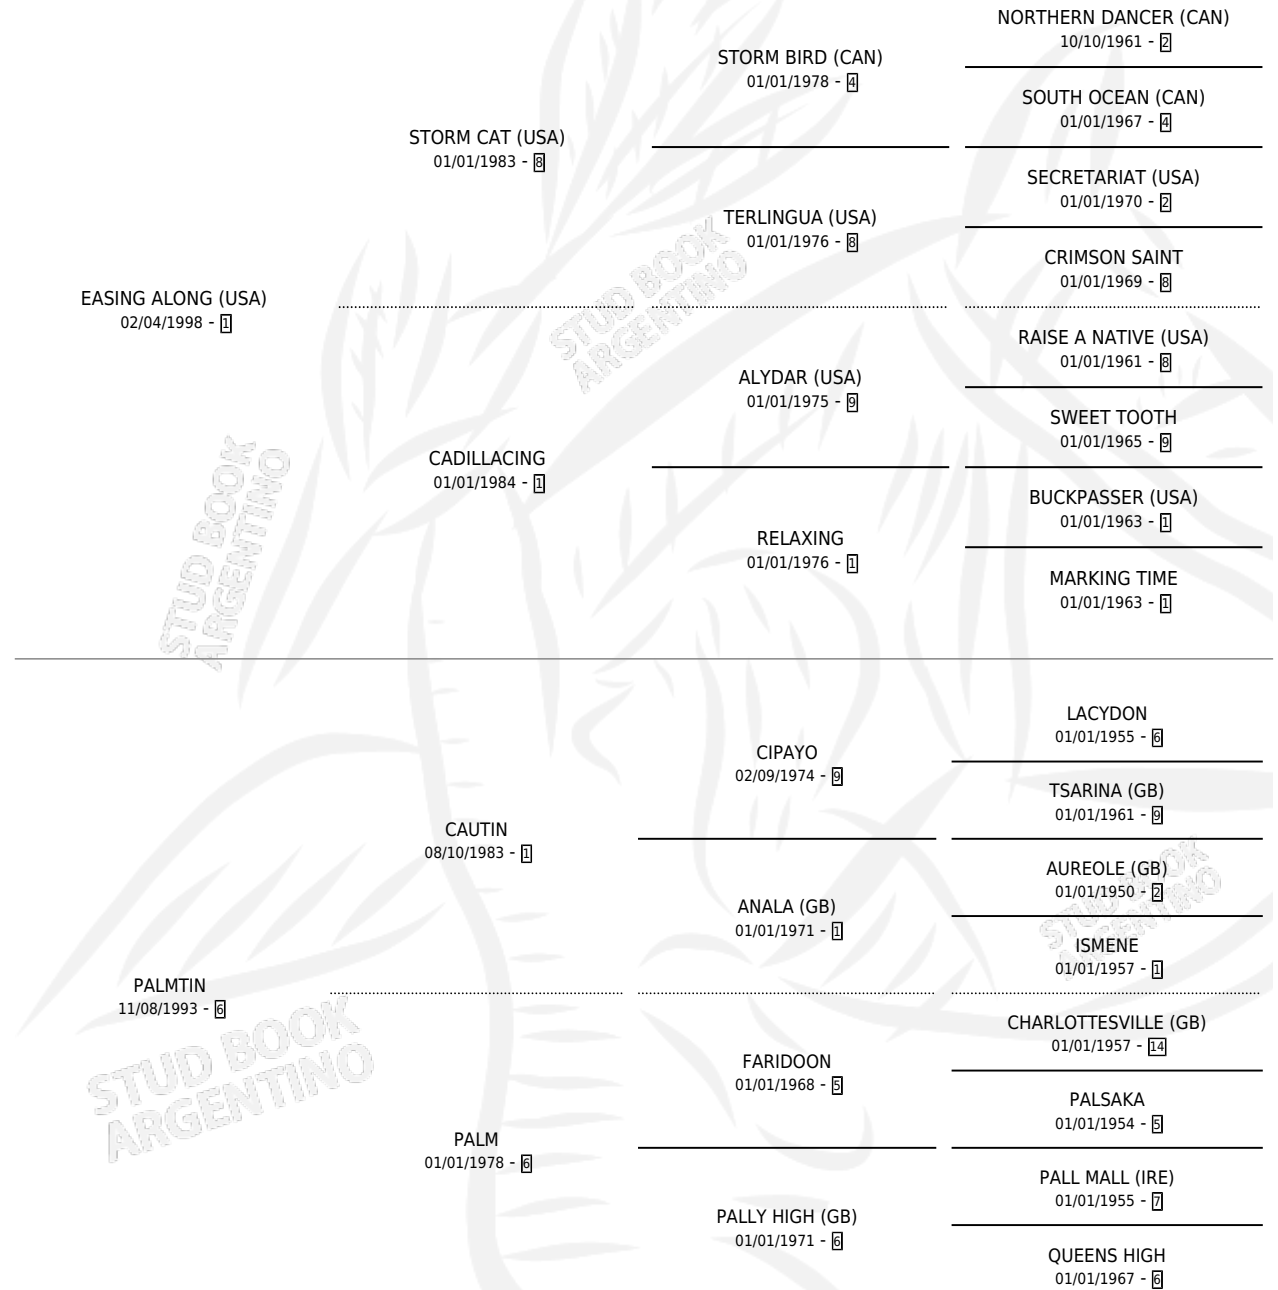 NORTHERN DANCER (CAN)
10/10/1961 - 2
STORM BIRD (CAN)
01/01/1978 - 4
SOUTH OCEAN (CAN)
01/01/1967 - 4
STORM CAT (USA)
01/01/1983 - 8
SECRETARIAT (USA)
01/01/1970 - 2
TERLINGUA (USA)
01/01/1976 - 8
CRIMSON SAINT
01/01/1969 - 8
EASING ALONG (USA)
02/04/1998 - 1
STUD BOOK
ARGENTINO
RAISE A NATIVE (USA)
01/01/1961 - 8
ALYDAR (USA)
01/01/1975 - 9
SWEET TOOTH
01/01/1965 - 9
CADILLACING
01/01/1984 - 1
BUCKPASSER (USA)
01/01/1963 - 1
RELAXING
01/01/1976 - 1
MARKING TIME
01/01/1963 - 1
STUD BOOK
ARGENTINO
LACYDON
01/01/1955 - 6
CIPAYO
02/09/1974 - 9
TSARINA (GB)
01/01/1961 - 9
CAUTIN
08/10/1983 - 1
AUREOLE (GB)
01/01/1950 - 2
ANALA (GB)
01/01/1971 - 1
STUD BOOK
ARGENTINO
ISMENE
01/01/1957 - 1
PALMTIN
11/08/1993 - 6
CHARLOTTESVILLE (GB)
01/01/1957 - 14
FARIDOON
01/01/1968 - 5
PALSAKA
01/01/1954 - 5
STUD BOOK
ARGENTINO
PALM
01/01/1978 - 6
PALL MALL (IRE)
01/01/1955 - 7
PALLY HIGH (GB)
01/01/1971 - 6
QUEENS HIGH
01/01/1967 - 6